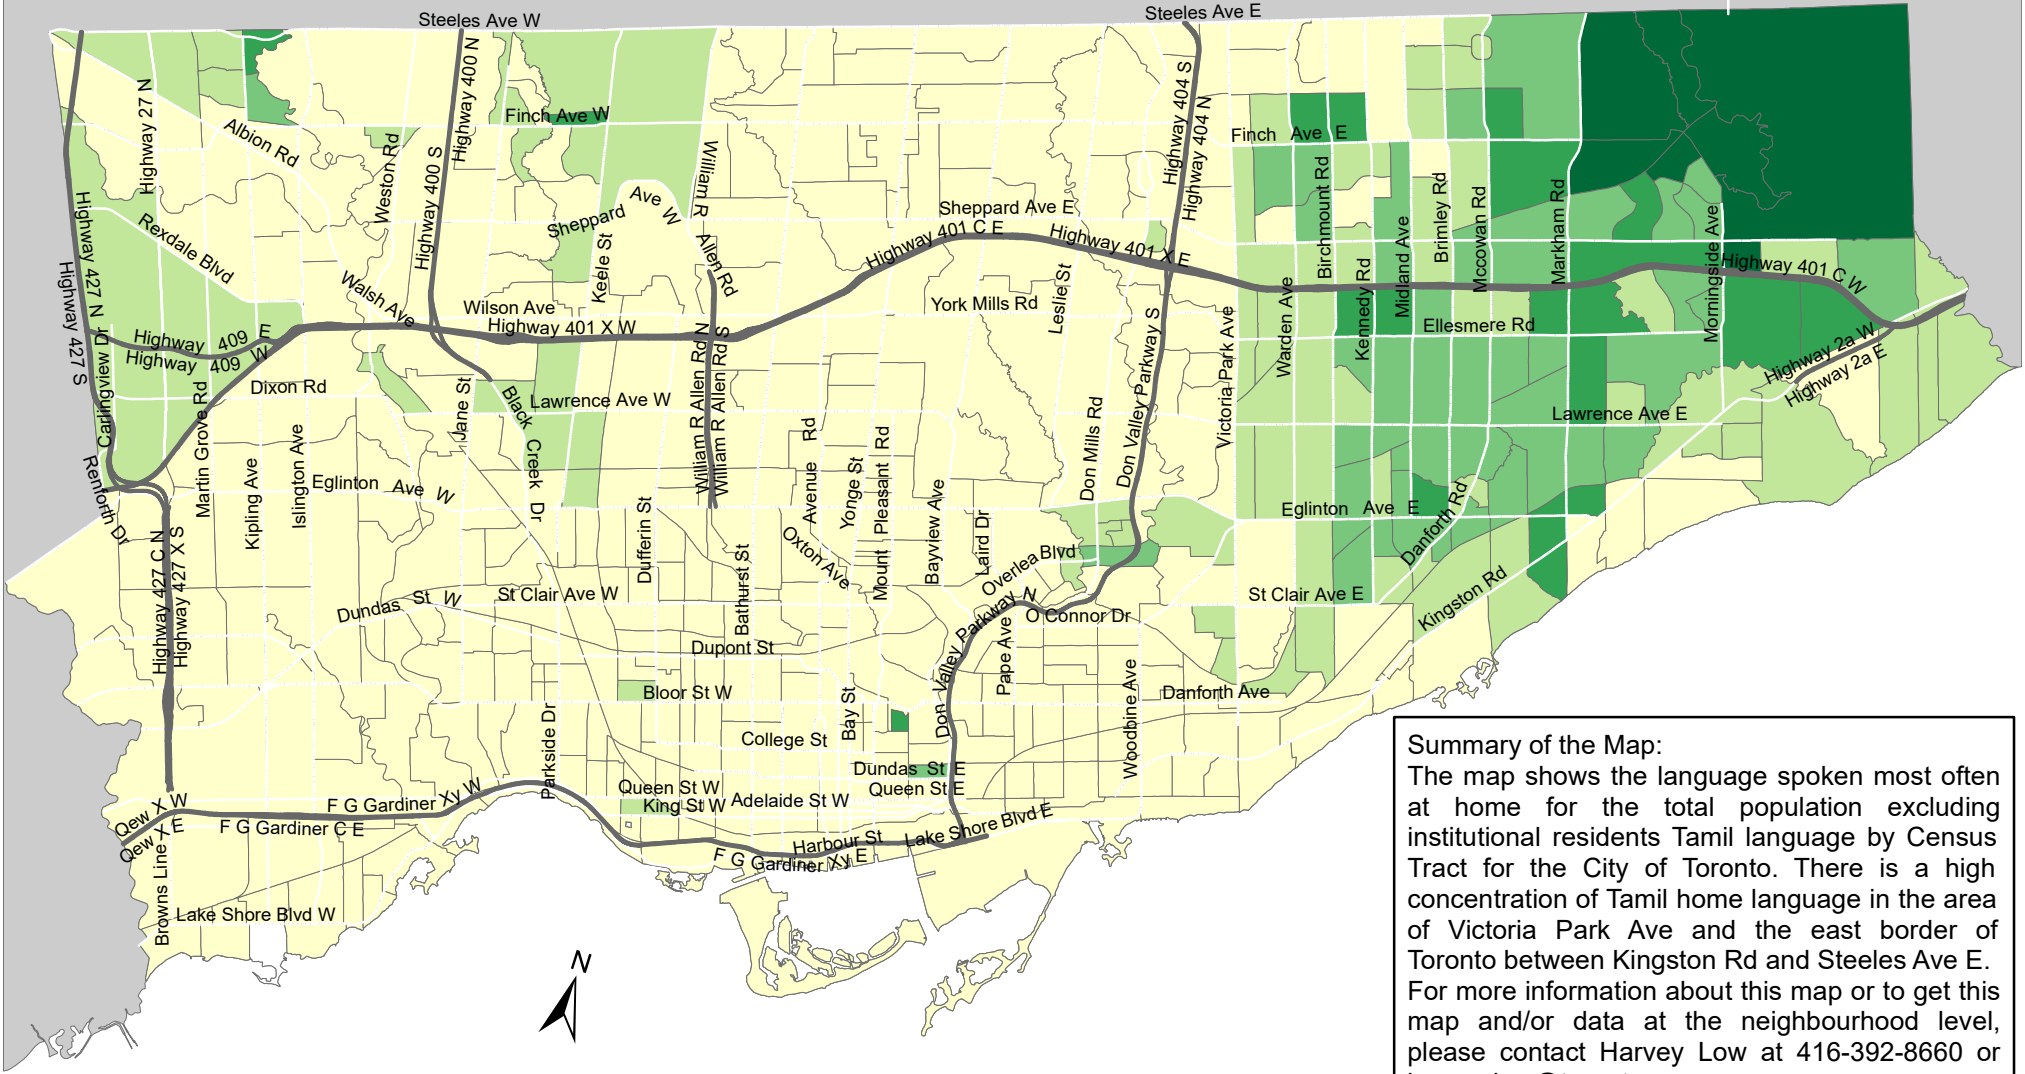 Steeles Ave W
Steeles Ave E
Highway 27 N
Albion Rd
Weston Rd
Highway 400 N
Highway 400 S
Finch Ave W
William R
Allen Rd
Highway 404 S
Highway 404 N
Finch Ave E
Birchmount Rd
Kennedy Rd
Midland Ave
Brimley Rd
Mccowan Rd
Markham Rd
Morningside Ave
Highway 427 N
Highway 427 S
Rexdale Blvd
Sheppard Ave W
Keele St
Sheppard Ave E
Highway 401 C E
Highway 401 X E
Highway 401 C W
Walsh Ave
Wilson Ave
Highway 401 X W
York Mills Rd
Leslie St
Ellesmere Rd
Highway 409 E
Highway 409 W
Carlingview Dr
Martin Grove Rd
Dixon Rd
Jane St
Black Creek Dr
Lawrence Ave W
William R Allen Rd N
William R Allen Rd S
Don Mills Rd
Don Valley Parkway S
Victoria Park Ave
Warden Ave
Lawrence Ave E
Highway 2a W
Highway 2a E
Renforth Dr
Kipling Ave
Islington Ave
Eglinton Ave W
Dufferin St
Bathurst St
Avenue Rd
Yonge St
Mount Pleasant Rd
Bayview Ave
Laird Dr
Oxton Ave
Overlea Blvd
Eglinton Ave E
Danforth Rd
Kingston Rd
Highway 427 C N
Highway 427 X S
Dundas St W
St Clair Ave W
Don Valley Parkway N
O Connor Dr
St Clair Ave E
Dupont St
Pape Ave
Woodbine Ave
Bloor St W
Bay St
Danforth Ave
Parkside Dr
College St
Dundas St E
Queen St W
Queen St E
King St W
Adelaide St W
Qew X W
Qew X E
F G Gardiner Xy W
F G Gardiner C E
Harbour St
Lake Shore Blvd E
F G Gardiner Xy E
Browns Line
Lake Shore Blvd W
N
Summary of the Map:
The map shows the language spoken most often
at home for the total population excluding
institutional residents Tamil language by Census
Tract for the City of Toronto. There is a high
concentration of Tamil home language in the area
of Victoria Park Ave and the east border of
Toronto between Kingston Rd and Steeles Ave E.
For more information about this map or to get this
map and/or data at the neighbourhood level,
please contact Harvey Low at 416-392-8660 or